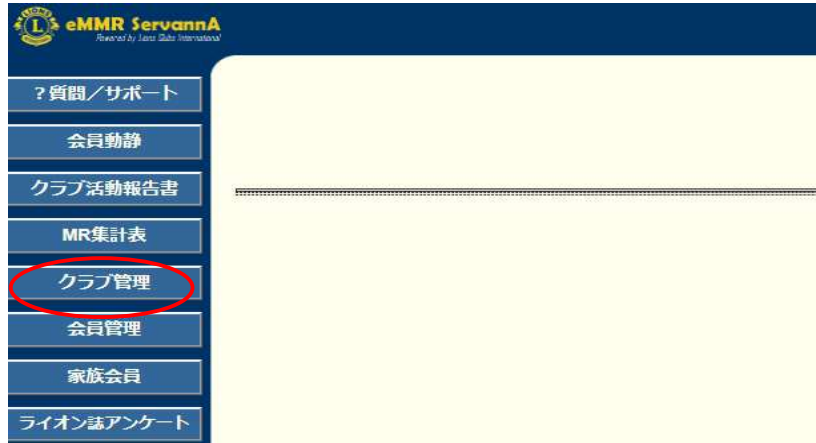 eMMR ServannA
Powered by Lions Clubs International
?質問／サポート
会員動静
クラブ活動報告書
MR集計表
クラブ管理
会員管理
家族会員
ライオン誌アンケート